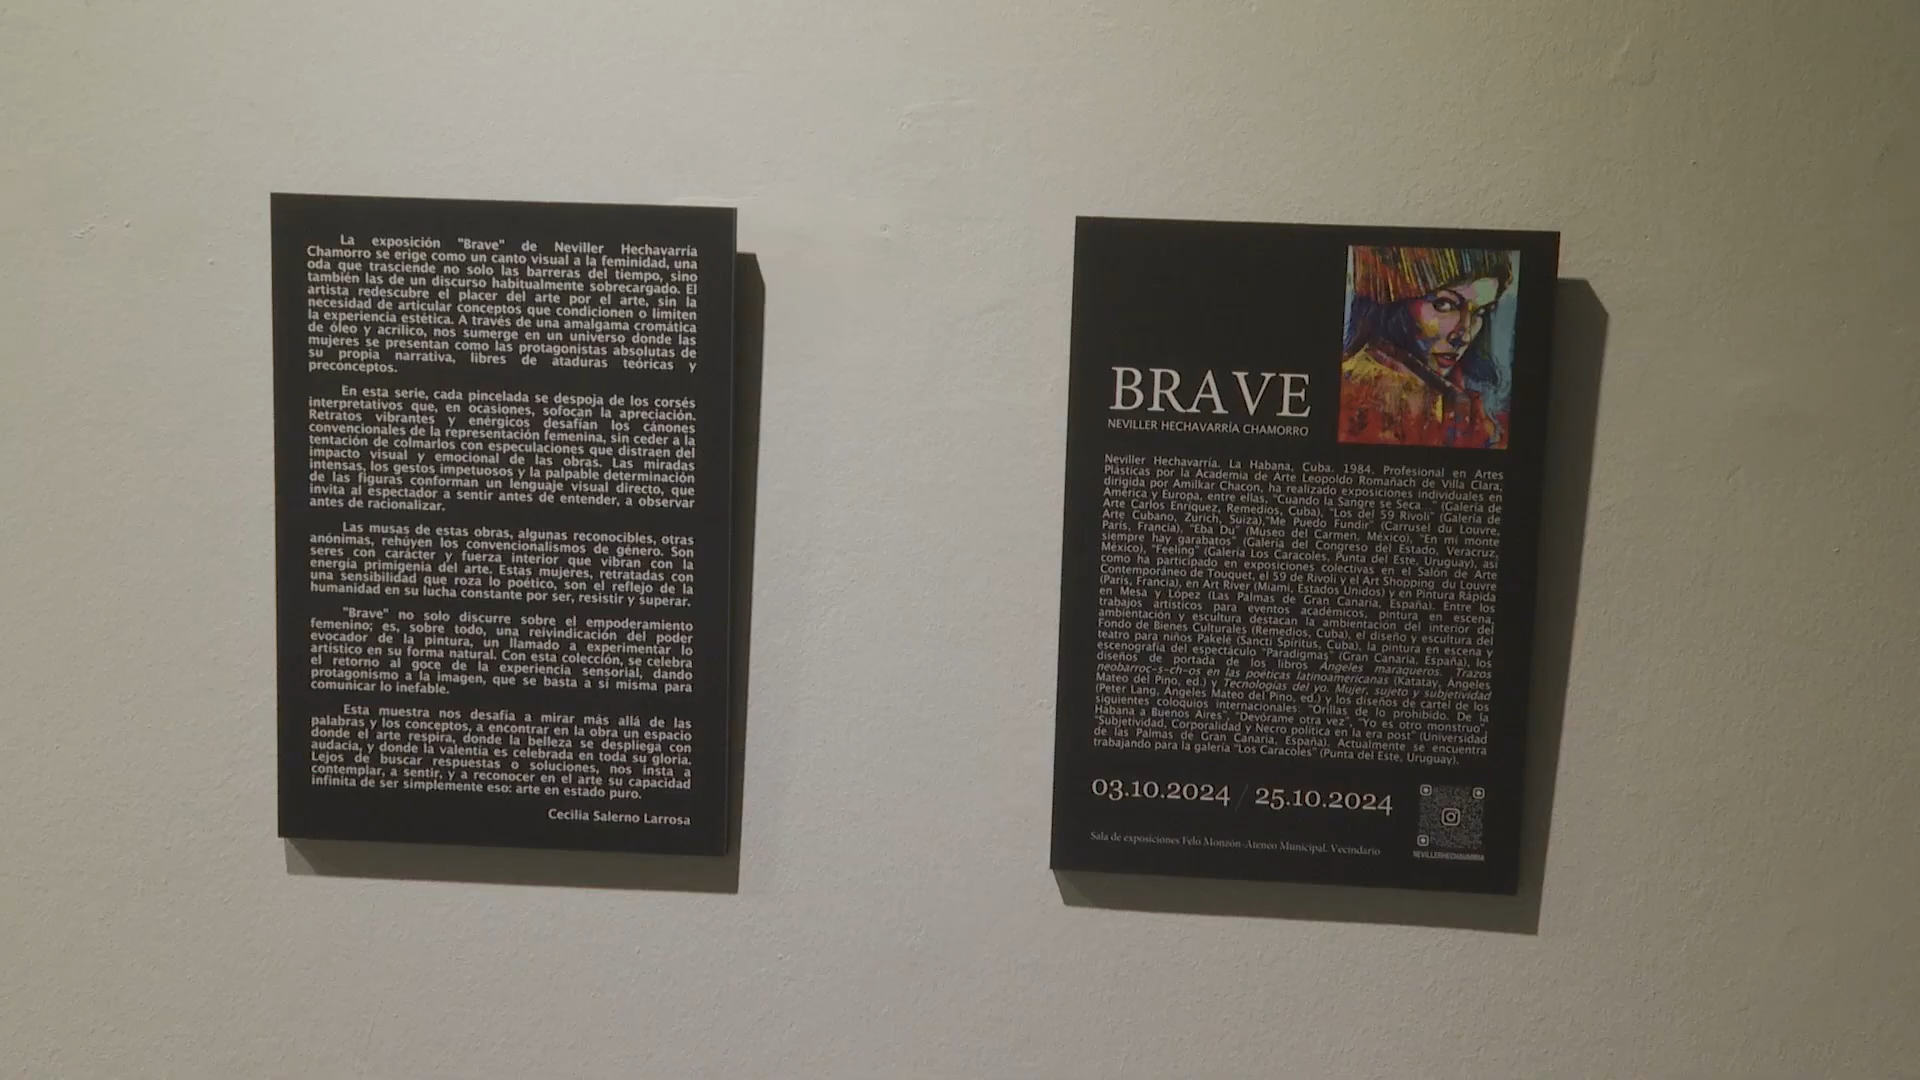 La exposición "Brave" de Neviller Hechavarría
Chamorro se erige como un canto visual a la feminidad, una
oda que trasciende no solo las barreras del tiempo, sino
también las de un discurso habitualmente sobrecargado. El
artista redescubre el placer del arte por el arte, sin la
necesidad de articular conceptos que condicionen o limiten
la experiencia estética. A través de una amalgama cromática
de óleo y acrílico, nos sumerge en un universo donde las
mujeres se presentan como las protagonistas absolutas de
su propia narrativa, libres de ataduras teóricas y
preconceptos.
En esta serie, cada pincelada se despoja de los corsés
interpretativos que, en ocasiones, sofocan la apreciación.
Retratos vibrantes y enérgicos desafían los cánones
convencionales de la representación femenina, sin ceder a la
tentación de colmarlos con especulaciones que distraen del
impacto visual y emocional de las obras. Las miradas
intensas, los gestos impetuosos y la palpable determinación
de las figuras conforman un lenguaje visual directo, que
invita al espectador a sentir antes de entender, a observar
antes de racionalizar.
Las musas de estas obras, algunas reconocibles, otras
anónimas, rehúyen los convencionalismos de género. Son
seres con carácter y fuerza interior que vibran con la
energía primigenia del arte. Estas mujeres, retratadas con
una sensibilidad que roza lo poético, son el reflejo de la
humanidad en su lucha constante por ser, resistir y superar.
"Brave" no solo discurre sobre el empoderamiento
femenino; es, sobre todo, una reivindicación del poder
evocador de la pintura, un llamado a experimentar lo
artístico en su forma natural. Con esta colección, se celebra
el retorno al goce de la experiencia sensorial, dando
protagonismo a la imagen, que se basta a sí misma para
comunicar lo inefable.
Esta muestra nos desafía a mirar más allá de las
palabras y los conceptos, a encontrar en la obra un espacio
donde el arte respira, donde la belleza se despliega con
audacia, y donde la valentía es celebrada en toda su gloria.
Lejos de buscar respuestas o soluciones, nos insta a
contemplar, a sentir, y a reconocer en el arte su capacidad
infinita de ser simplemente eso: arte en estado puro.
Cecilia Salerno Larrosa
BRAVE
NEVILLER HECHAVARRÍA CHAMORRO
Neviller Hechavarría. La Habana, Cuba. 1984. Profesional en Artes
Plásticas por la Academia de Arte Leopoldo Romañach de Villa Clara,
dirigida por Amilkar Chacon, ha realizado exposiciones individuales en
América y Europa, entre ellas, "Cuando la Sangre se Seca..." (Galería de
Arte Carlos Enríquez, Remedios, Cuba), "Los del 59 Rivoli" (Galería de
Arte Cubano, Zurich, Suiza),"Me Puedo Fundir" (Carrusel du Louvre,
París, Francia), "Eba Du" (Museo del Carmen, México), "En mi monte
siempre hay garabatos" (Galería del Congreso del Estado, Veracruz,
México), "Feeling" (Galería Los Caracoles, Punta del Este, Uruguay), así
como ha participado en exposiciones colectivas en el Salón de Arte
Contemporáneo de Touquet, el 59 de Rivoli y el Art Shopping du Louvre
(París, Francia), en Art River (Miami, Estados Unidos) y en Pintura Rápida
en Mesa y López (Las Palmas de Gran Canaria, España). Entre los
trabajos artísticos para eventos académicos, pintura en escena,
ambientación y escultura destacan la ambientación del interior del
Fondo de Bienes Culturales (Remedios, Cuba), el diseño y escultura del
teatro para niños Pakelé (Sancti Spíritus, Cuba), la pintura en escena y
escenografía del espectáculo "Paradigmas" (Gran Canaria, España), los
diseños de portada de los libros Ángeles maraqueros. Trazos
neobarroc-s-ch-os en las poéticas latinoamericanas (Katatay, Ángeles
Mateo del Pino, ed.) y Tecnologías del yo. Mujer, sujeto y subjetividad
(Peter Lang, Ángeles Mateo del Pino, ed.) y los diseños de cartel de los
siguientes coloquios internacionales: "Orillas de lo prohibido. De la
Habana a Buenos Aires", "Devórame otra vez", "Yo es otro monstruo",
"Subjetividad, Corporalidad y Necro política en la era post" (Universidad
de las Palmas de Gran Canaria, España). Actualmente se encuentra
trabajando para la galería "Los Caracoles" (Punta del Este, Uruguay).
03.10.2024 / 25.10.2024
Sala de exposiciones Felo Monzón-Ateneo Municipal. Vecindario
NEVILLERHECHAVARRIA